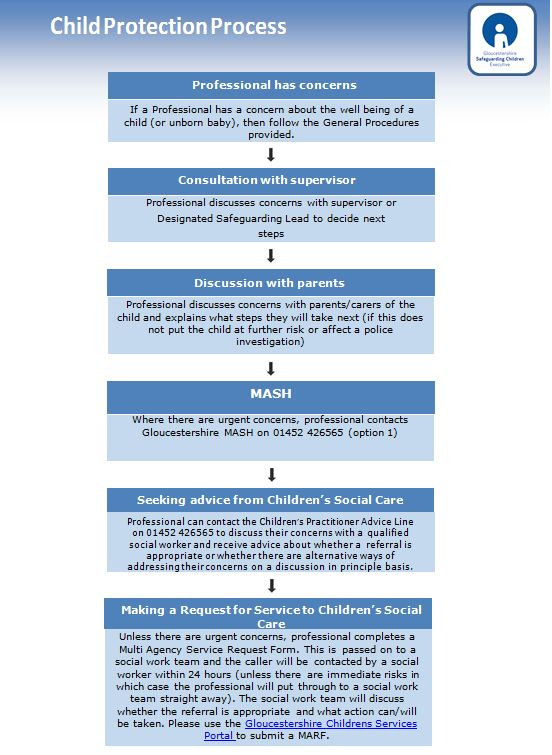 Child Protection Process
Gloucestershire
Safeguarding Children
Executive
Professional has concerns
If a Professional has a concern about the well being of a
child (or unborn baby), then follow the General Procedures
provided.
Consultation with supervisor
Professional discusses concerns with supervisor or
Designated Safeguarding Lead to decide next
steps
Discussion with parents
Professional discusses concerns with parents/carers of the
child and explains what steps they will take next (if this does
not put the child at further risk or affect a police
investigation)
MASH
Where there are urgent concerns, professional contacts
Gloucestershire MASH on 01452 426565 (option 1)
Seeking advice from Children's Social Care
Professional can contact the Children's Practitioner Advice Line
on 01452 426565 to discuss their concerns with a qualified
social worker and receive advice about whether a referral is
appropriate or whether there are alternative ways of
addressing their concerns on a discussion in principle basis.
Making a Request for Service to Children's Social
Care
Unless there are urgent concerns, professional completes a
Multi Agency Service Request Form. This is passed on to a
social work team and the caller will be contacted by a social
worker within 24 hours (unless there are immediate risks in
which case the professional will put through to a social work
team straight away). The social work team will discuss
whether the referral is appropriate and what action can/will
be taken. Please use the Gloucestershire Childrens Services
Portal to submit a MARF.